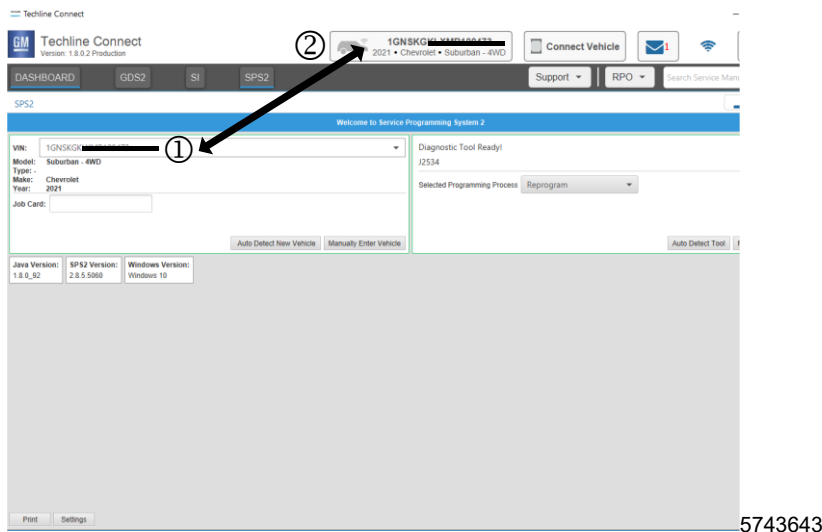 Techline Connect
GM
Techline Connect
Version: 1.8.0.2 Production
②
2021 • Chevrolet • Suburban - 4WD
Connect Vehicle
1
DASHBOARD GDS2 SI SPS2
Support
RPO
Search Service Manu
SPS2
Welcome to Service Programming System 2
VIN: 1GNSKGK
①
Model: Suburban - 4WD
Type: -
Make: Chevrolet
Year: 2021
Job Card:
Auto Detect New Vehicle Manually Enter Vehicle
Diagnostic Tool Ready!
J2534
Selected Programming Process Reprogram
Auto Detect Tool
Java Version: SPS2 Version: Windows Version:
1.8.0_92 2.8.5.5060 Windows 10
Print Settings
5743643